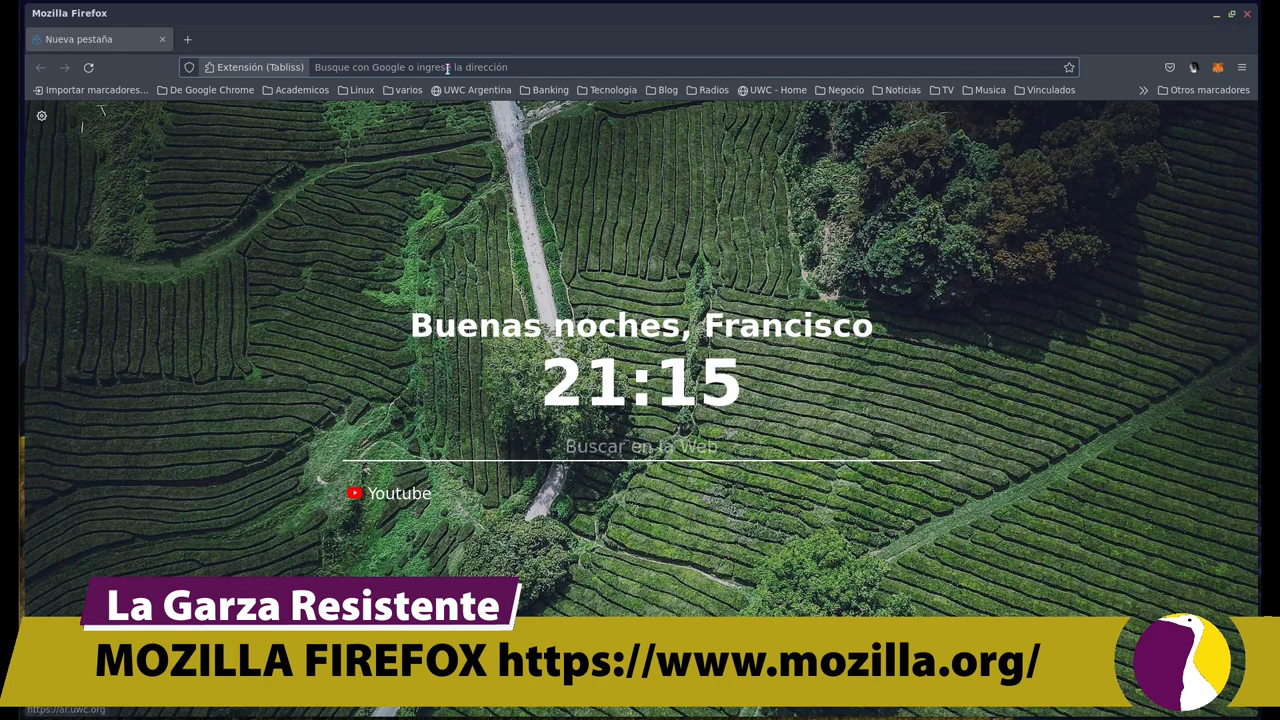 Mozilla Firefox
Nueva pestaña
Extensión (Tabliss) Busque con Google o ingrese la dirección
Importar marcadores... De Google Chrome Academicos Linux varios UWC Argentina Banking Tecnologia Blog Radios UWC - Home Negocio Noticias TV Musica Vinculados Otros marcadores
Buenas noches, Francisco
21:15
Buscar en la Web
Youtube
La Garza Resistente
MOZILLA FIREFOX https://www.mozilla.org/
https://ar.uwc.org